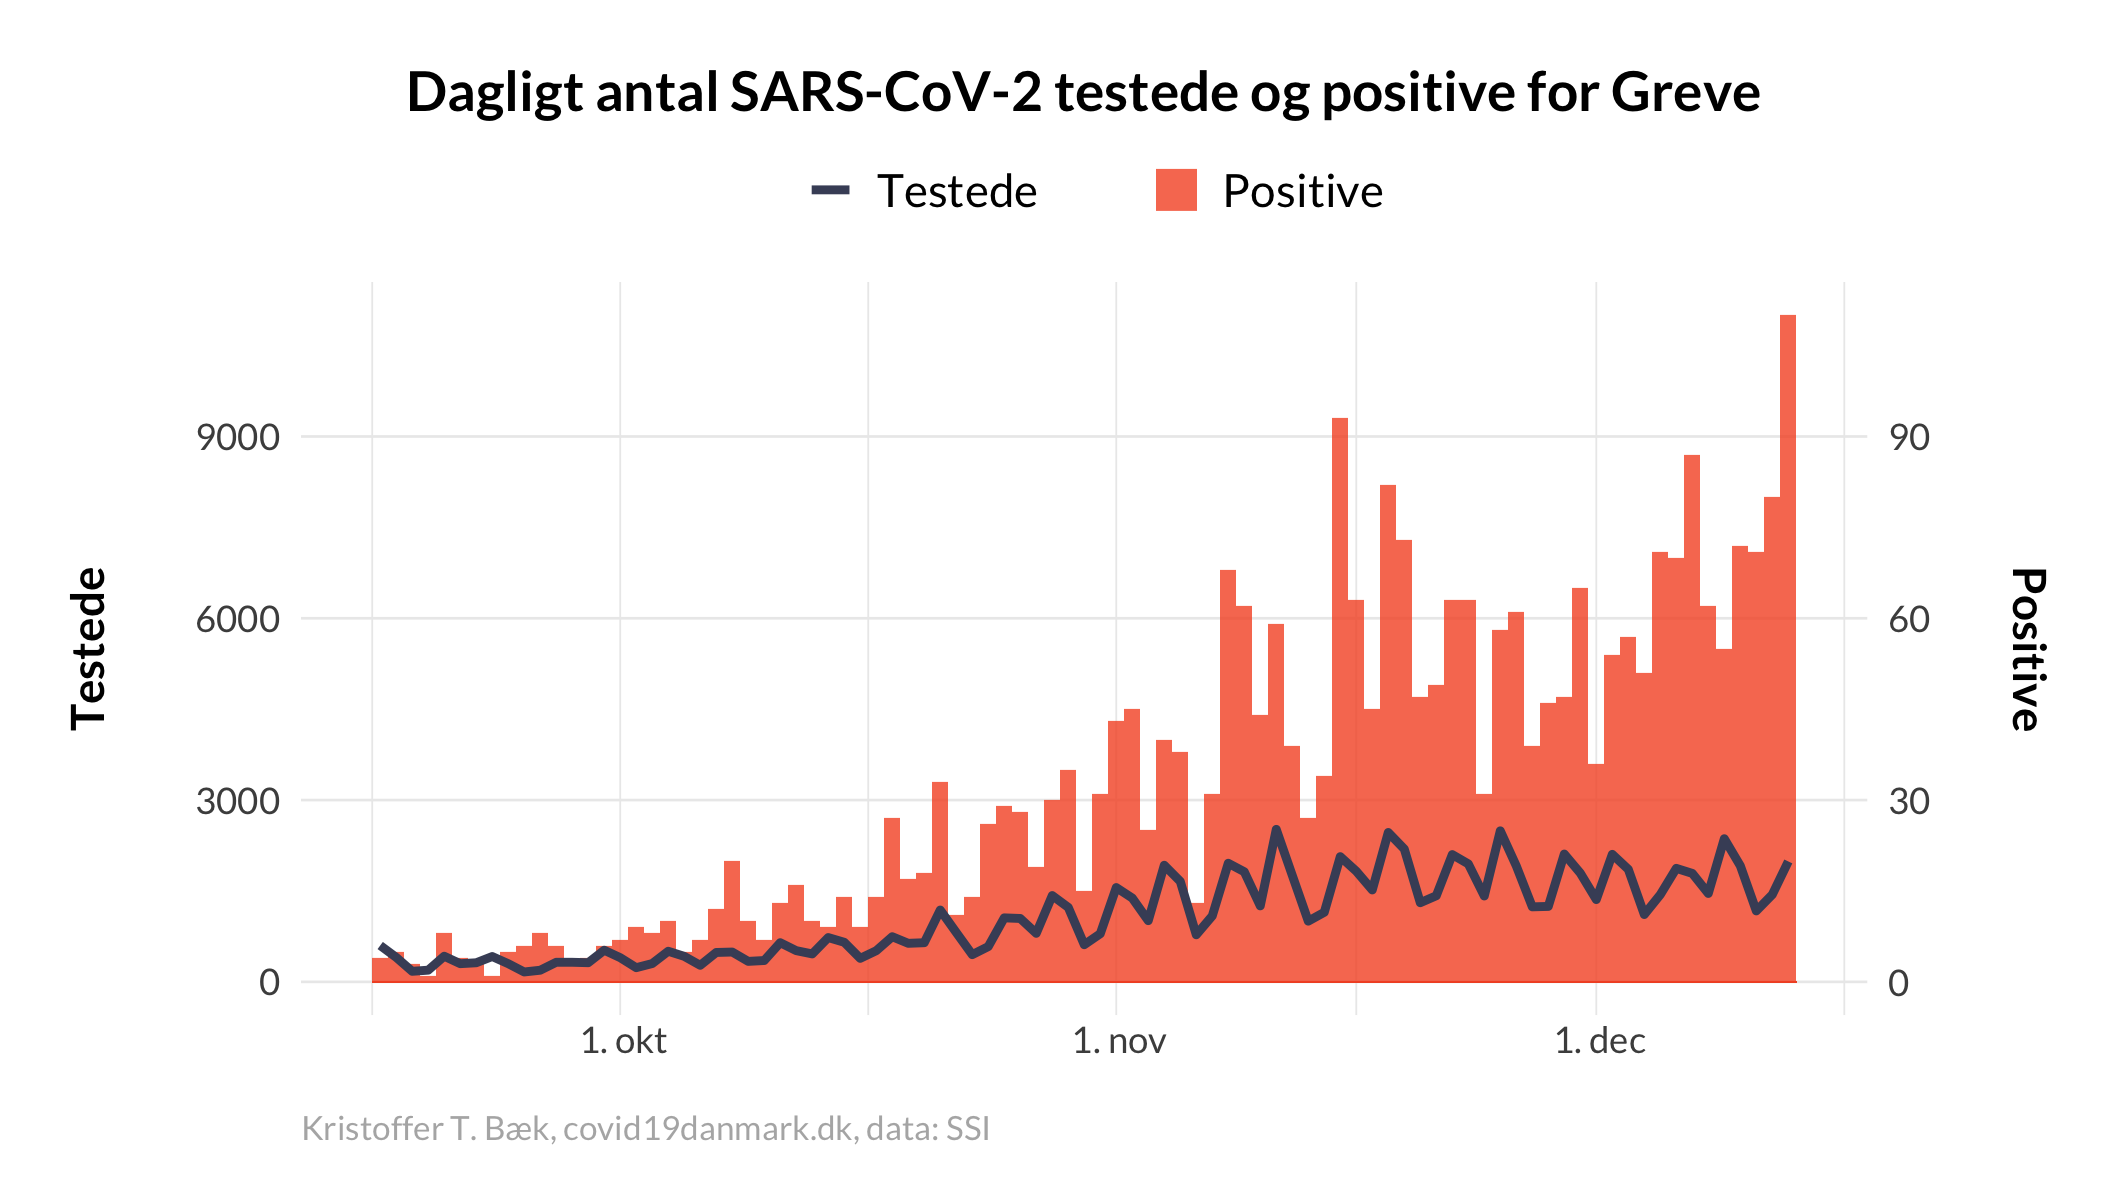 Dagligt antal SARS-CoV-2 testede og positive for Greve
Testede
Positive
9000
6000
3000
0
90
60
30
0
Testede
Positive
1. okt
1. nov
1. dec
Kristoffer T. Bæk, covid19danmark.dk, data: SSI